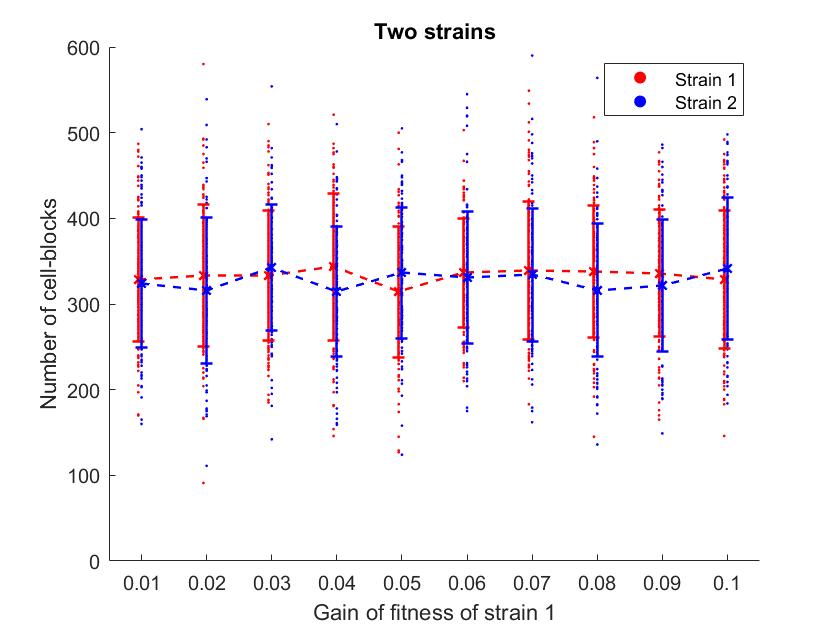 Two strains
600
500
400
300
200
100
0
Number of cell-blocks
Strain 1
Strain 2
0.01 0.02 0.03 0.04 0.05 0.06 0.07 0.08 0.09 0.1
Gain of fitness of strain 1